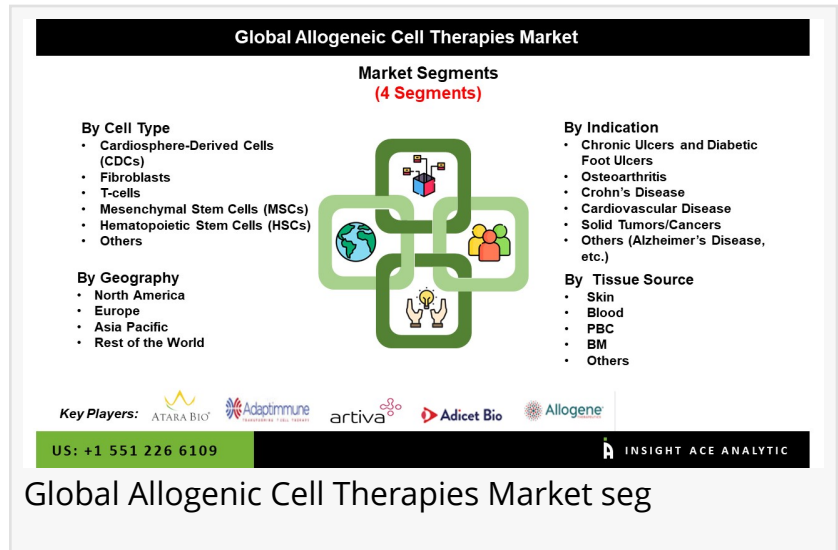 Global Allogeneic Cell Therapies Market
Market Segments
(4 Segments)
By Cell Type
• Cardiosphere-Derived Cells
(CDCs)
• Fibroblasts
• T-cells
• Mesenchymal Stem Cells (MSCs)
• Hematopoietic Stem Cells (HSCs)
• Others
By Geography
• North America
• Europe
• Asia Pacific
• Rest of the World
By Indication
• Chronic Ulcers and Diabetic
Foot Ulcers
• Osteoarthritis
• Crohn's Disease
• Cardiovascular Disease
• Solid Tumors/Cancers
• Others (Alzheimer's Disease,
etc.)
By Tissue Source
• Skin
• Blood
• PBC
• BM
• Others
Key Players: ATARA BIO Adaptimmune artiva Adicet Bio Allogene
US: +1 551 226 6109
INSIGHT ACE ANALYTIC
Global Allogenic Cell Therapies Market seg